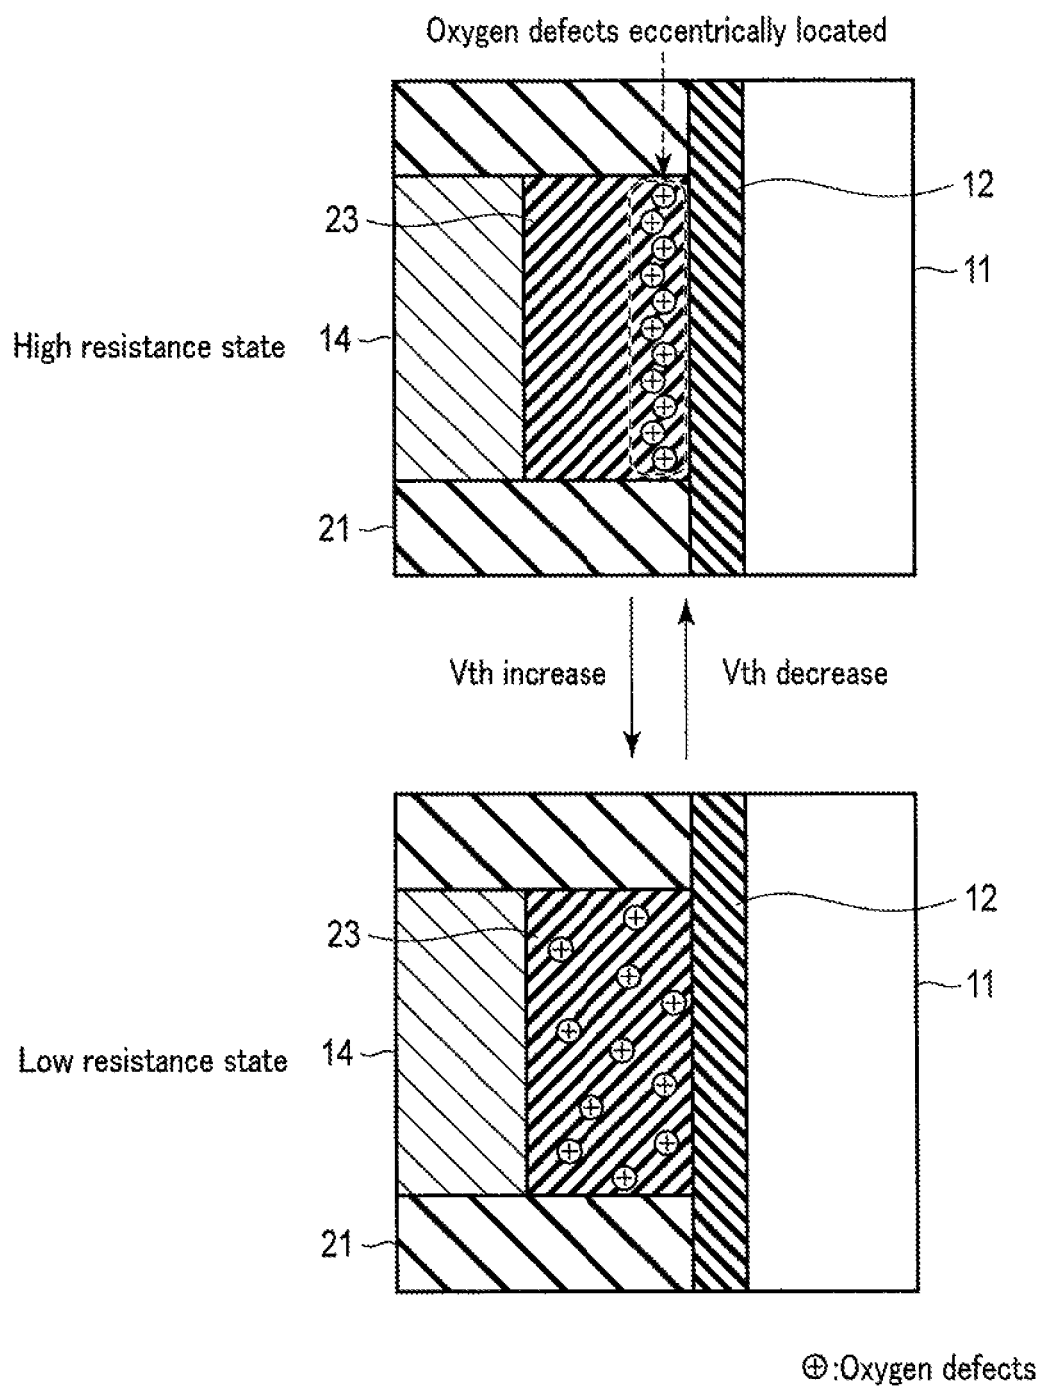 Oxygen defects eccentrically located
12
23
11
High resistance state
14
21
Vth increase
Vth decrease
12
23
11
Low resistance state
14
21
⊕:Oxygen defects